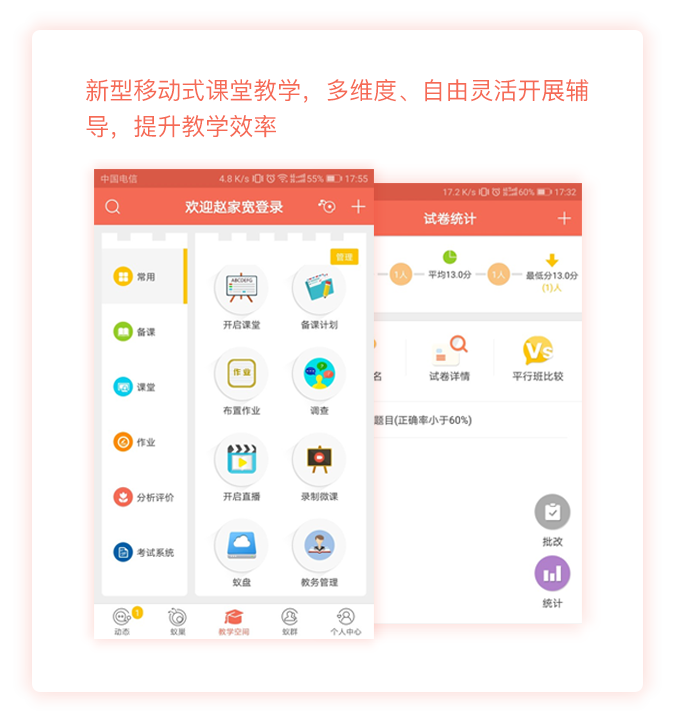 新型移动式课堂教学，多维度、自由灵活开展辅
导，提升教学效率
中国电信 4.8 K/s 55% 17:55
欢迎赵家宽登录
管理
常用
备课
课堂
作业
分析评价
考试系统
ABCDEFG
开启课堂 备课计划
作业
布置作业 调查
开启直播 录制微课
蚁盘 教务管理
1
动态 蚁巢 教学空间 蚁群 个人中心
17.2 K/s 60% 17:32
试卷统计
1人 平均13.0分 1人 最低分13.0分
(1)人
Vs
名 试卷详情 平行班比较
题目(正确率小于60%)
批改
统计